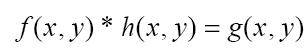 f(x, y) * h(x, y) = g(x, y)